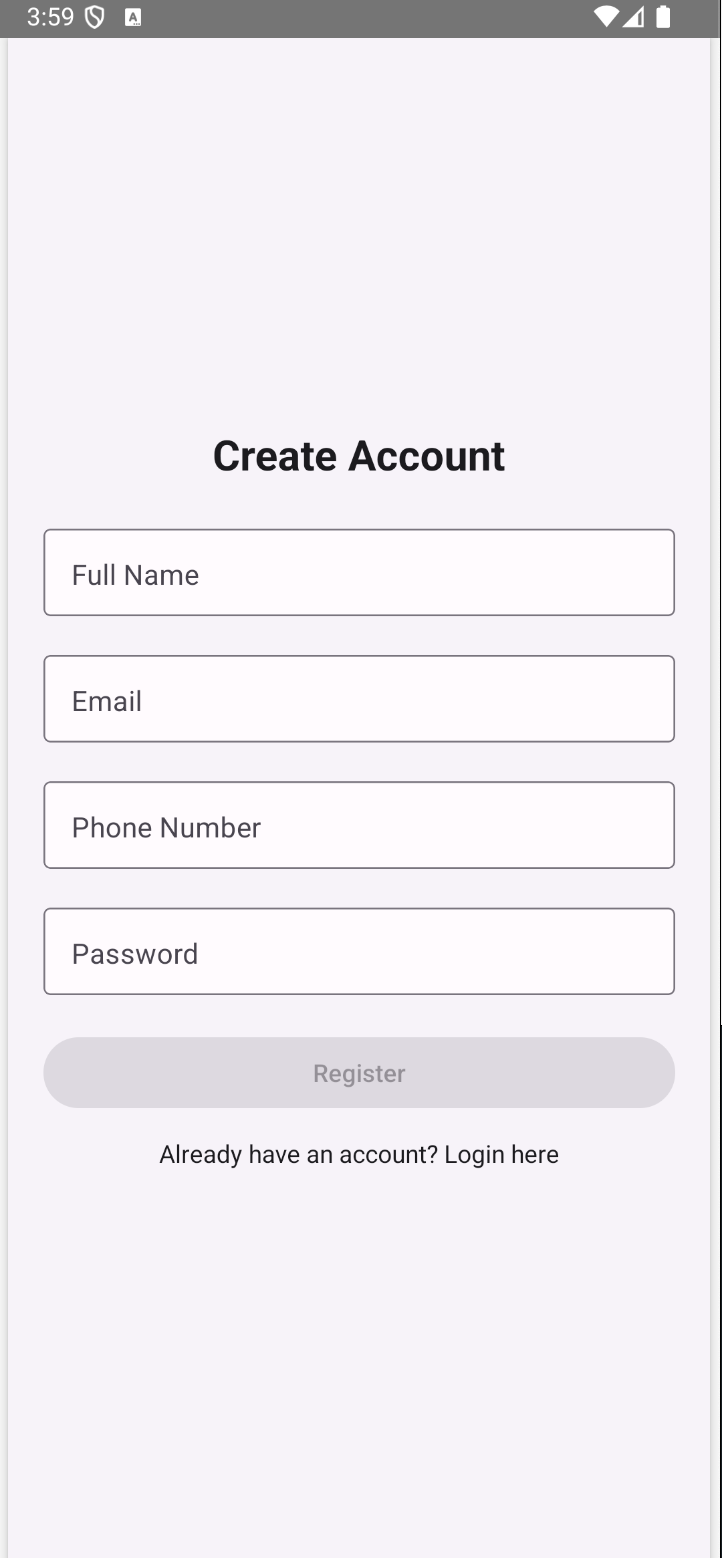 3:59
Create Account
Full Name
Email
Phone Number
Password
Register
Already have an account? Login here